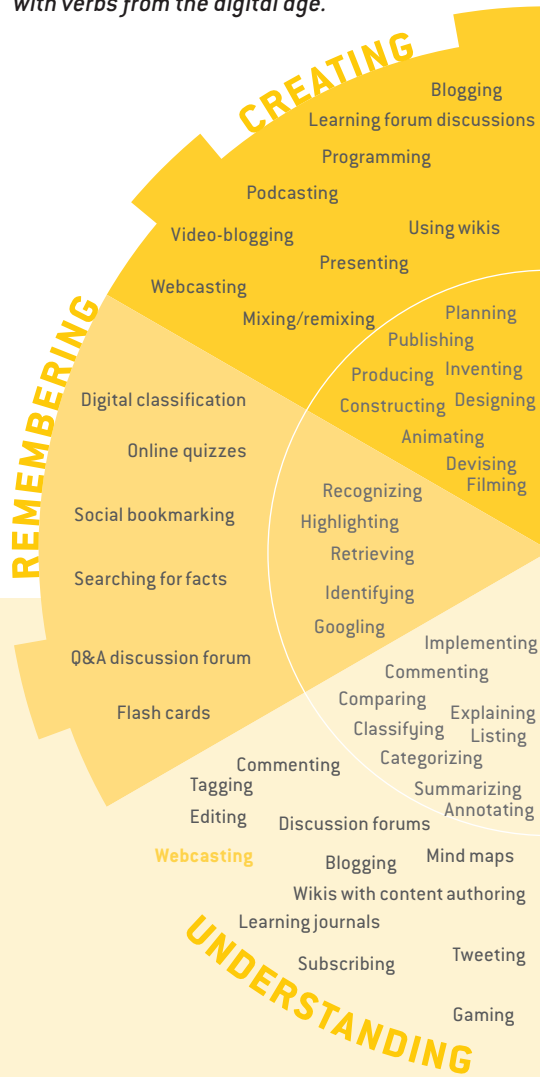 with verbs from the digital age.
CREATING
Blogging
Learning forum discussions
Programming
Podcasting
Video-blogging
Using wikis
Presenting
Webcasting
Mixing/remixing
Planning
Publishing
Producing
Inventing
Constructing
Designing
Animating
Devising
Filming
REMEMBERING
Digital classification
Online quizzes
Social bookmarking
Searching for facts
Q&A discussion forum
Flash cards
Recognizing
Highlighting
Retrieving
Identifying
Googling
Implementing
Commenting
Comparing
Explaining
Classifying
Listing
Categorizing
Summarizing
Annotating
Commenting
Tagging
Editing
Discussion forums
Webcasting
Blogging
Mind maps
Wikis with content authoring
Learning journals
Subscribing
Tweeting
Gaming
UNDERSTANDING